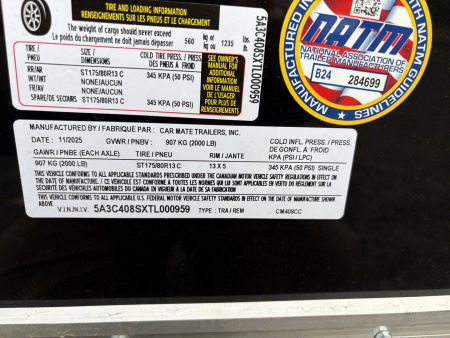 TIRE AND LOADING INFORMATION
RENSEIGNEMENTS SUR LES PNEUS ET LE CHARGEMENT
The weight of cargo should never exceed
Le poids du chargement ne doit jamais dépasser 560 kg or kg ou 1235 lbs. or lb.
TIRE / PNEU
SIZE / DIMENSION
COLD TIRE PRESS. / PRESS. DES PNEUS À FROID
RR/AR ST175/80R13 C 345 KPA (50 PSI)
INT/INT NONE/AUCUN
INT/INT NONE/AUCUN
SPARE/DE SECOURS ST175/80R13 C 345 KPA (50 PSI)
SEE OWNER'S MANUAL FOR ADDITIONAL INFORMATION
VOIR LE MANUEL DE L'USAGER POUR PLUS DE RENSEIGNEMENTS
5A3C408SXTL000959
MANUFACTURED IN
WITH NATM GUIDELINES
NATM
NATIONAL ASSOCIATION OF TRAILER MANUFACTURERS
B24 284699
MANUFACTURED BY / FABRIQUÉ PAR : CAR MATE TRAILERS, INC.
DATE : 11/2025 GVWR / PNBV : 907 KG (2000 LB)
COLD INFL. PRESS. / PRESS. DE GONFL. À FROID
GAWR / PNBE (EACH AXLE) TIRE / PNEU RIM / JANTE KPA (PSI / LPC)
907 KG (2000 LB) ST175/80R13 C 13 X 5 345 KPA (50 PSI) SINGLE
THIS VEHICLE CONFORMS TO ALL APPLICABLE STANDARDS PRESCRIBED UNDER THE CANADIAN MOTOR VEHICLE SAFETY REGULATIONS IN EFFECT ON THE DATE OF MANUFACTURE / CE VÉHICULE EST CONFORME À TOUTES LES NORMES QUI LUI SONT APPLICABLES EN VERTU DU RÈGLEMENT SUR LA SÉCURITÉ DES VÉHICULES AUTOMOBILES DU CANADA EN VIGUEUR À LA DATE DE SA FABRICATION
THIS VEHICLE CONFORMS TO ALL APPLICABLE U.S. FEDERAL MOTOR VEHICLE SAFETY STANDARDS IN EFFECT ON THE DATE OF MANUFACTURE SHOWN ABOVE.
V.I.N./N.I.V. 5A3C408SXTL000959 TYPE : TRA / REM CM408CC